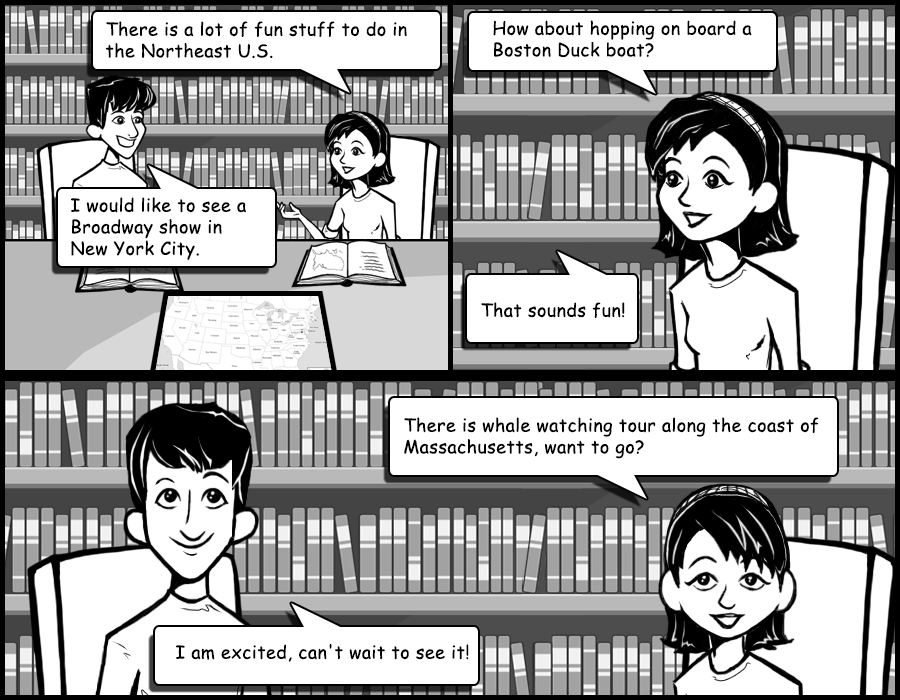 There is a lot of fun stuff to do in
the Northeast U.S.
I would like to see a
Broadway show in
New York City.
How about hopping on board a
Boston Duck boat?
That sounds fun!
There is whale watching tour along the coast of
Massachusetts, want to go?
I am excited, can't wait to see it!